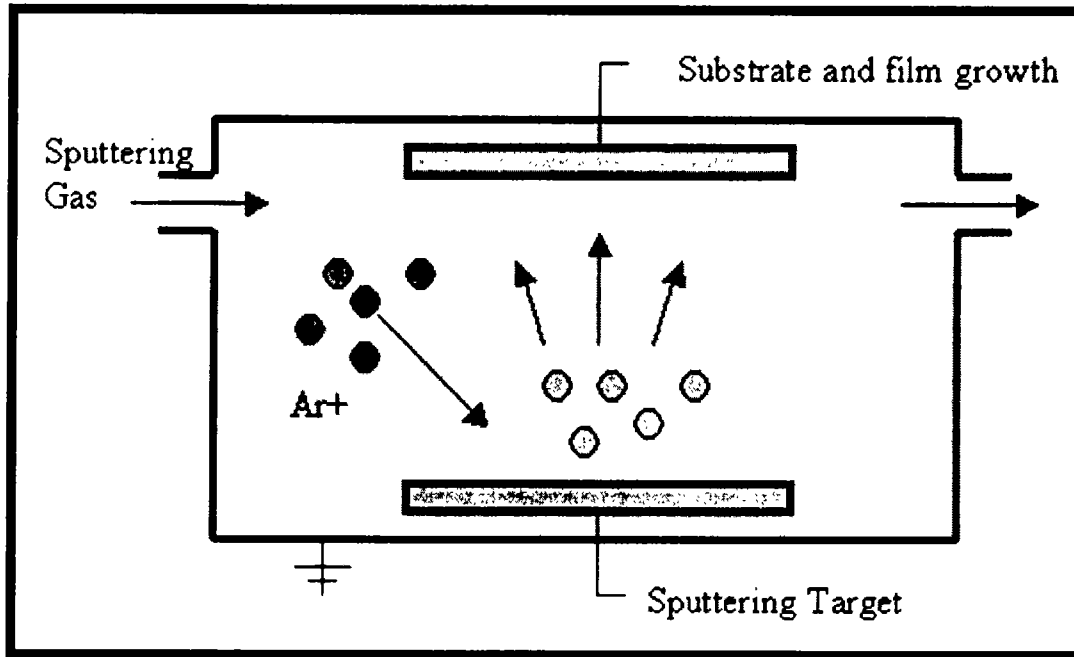 Substrate and film growth
Sputtering
Gas
Ar+
Sputtering Target